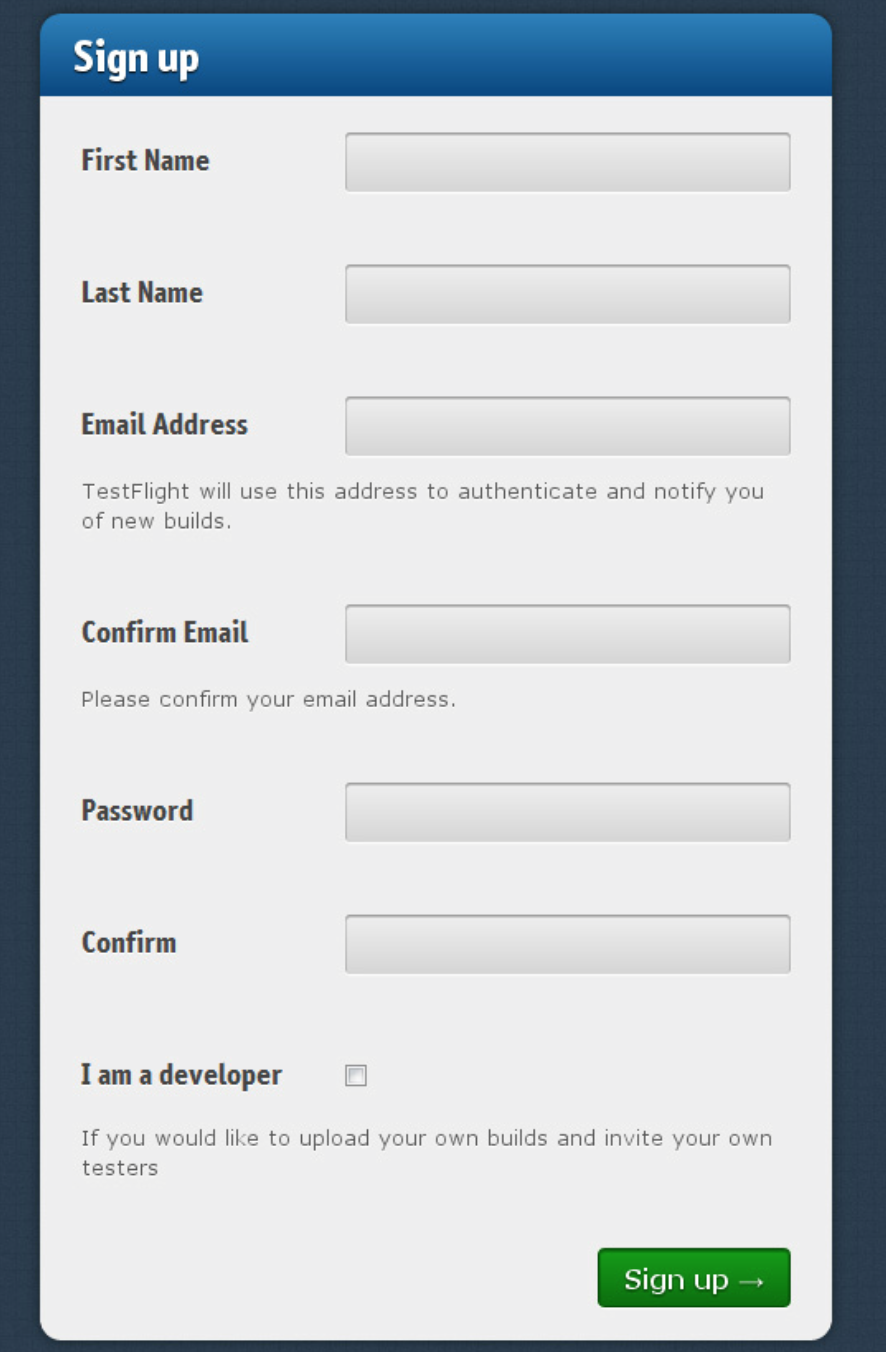 Sign up
First Name
Last Name
Email Address
TestFlight will use this address to authenticate and notify you
of new builds.
Confirm Email
Please confirm your email address.
Password
Confirm
I am a developer
If you would like to upload your own builds and invite your own
testers
Sign up →